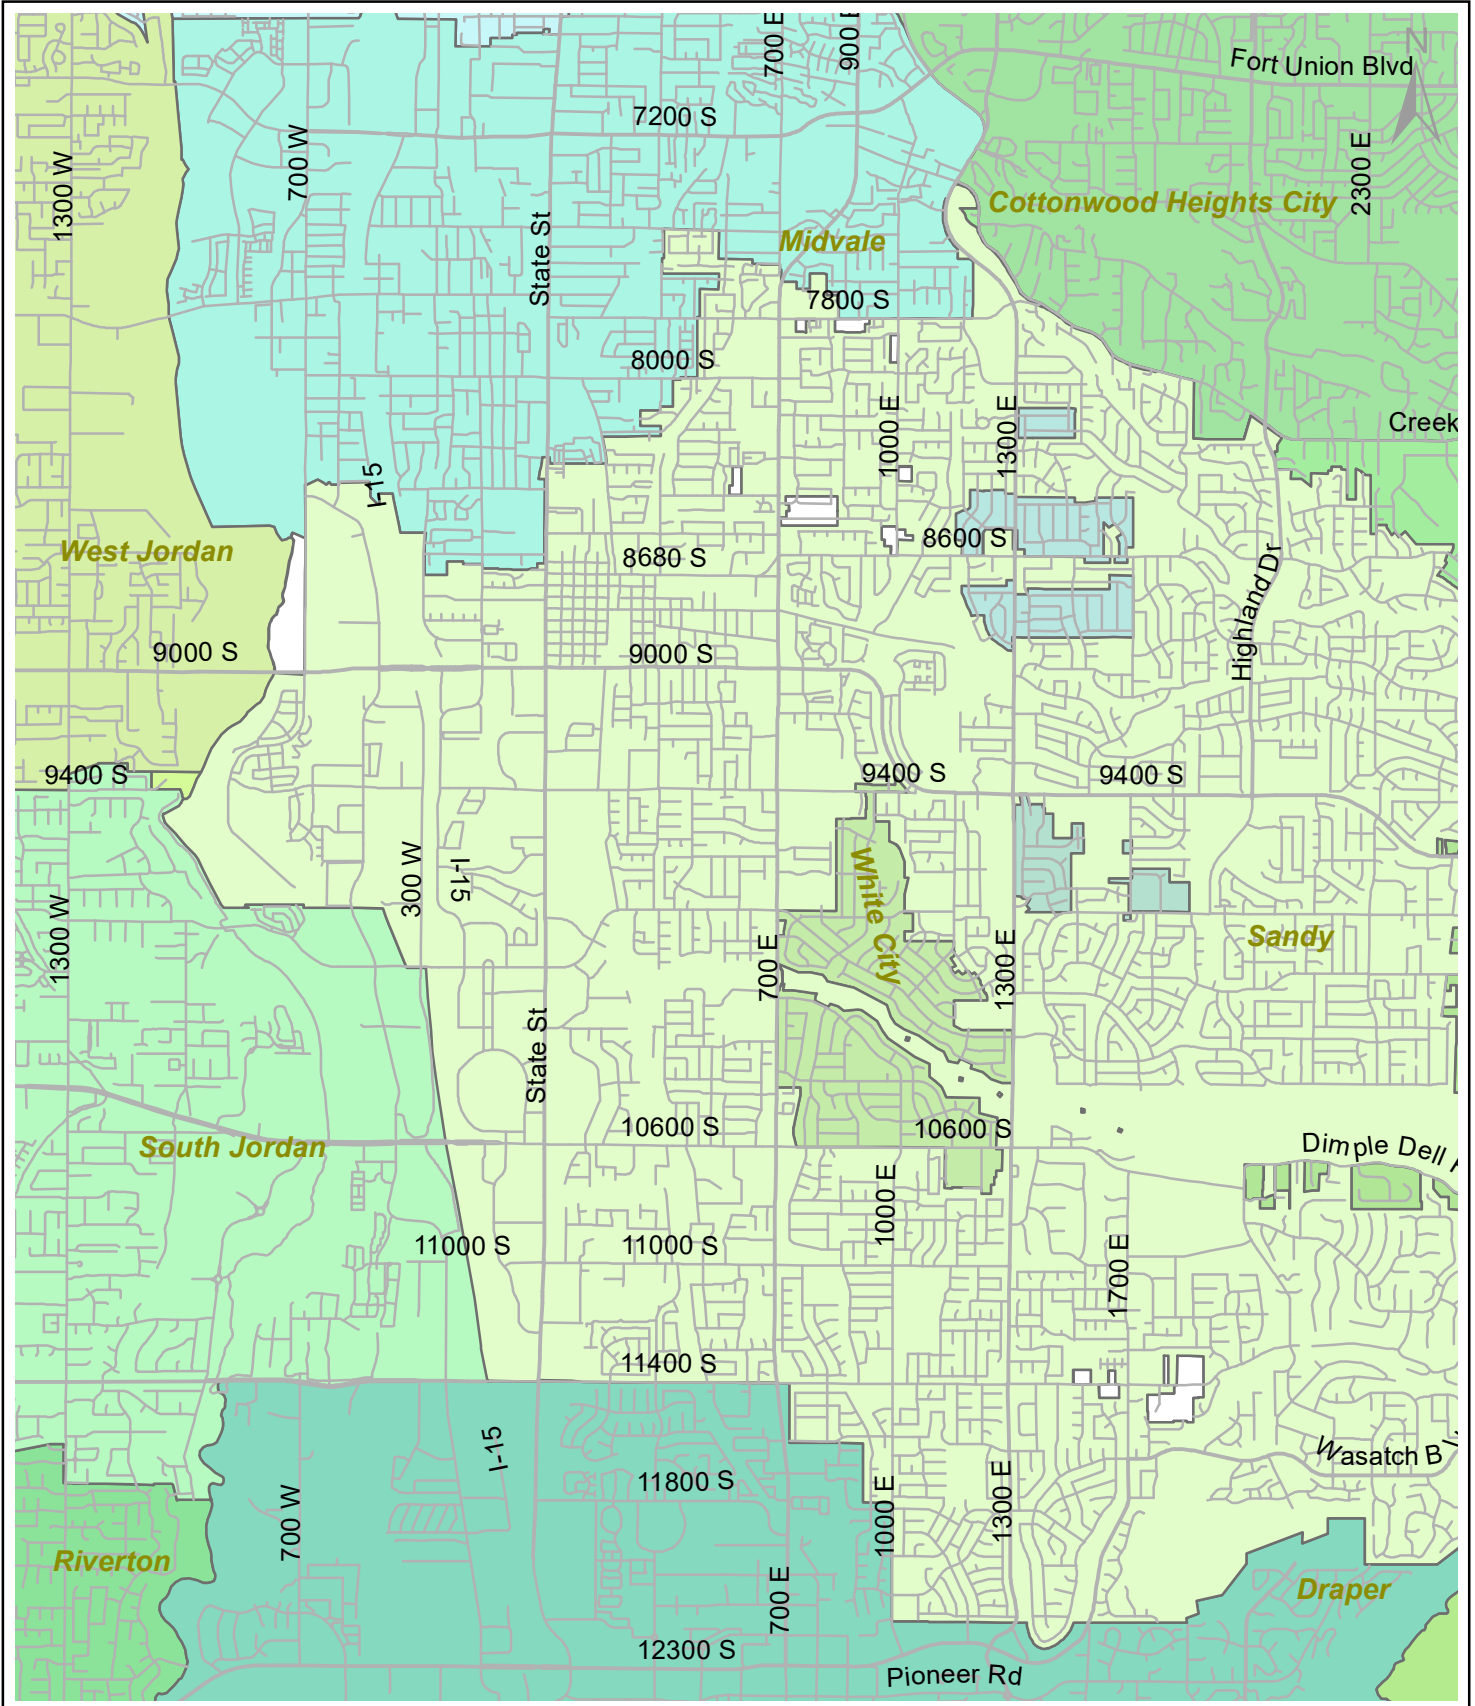 N
700 E
900 E
Fort Union Blvd
7200 S
1300 W
700 W
2300 E
Cottonwood Heights City
State St
Midvale
7800 S
8000 S
1000 E
1300 E
Creek
I-15
West Jordan
8680 S
8600 S
Highland Dr
9000 S
9000 S
9400 S
9400 S
9400 S
300 W
I-15
White City
1300 W
700 E
1300 E
Sandy
State St
South Jordan
10600 S
10600 S
Dimple Dell
1000 E
11000 S
11000 S
1700 E
11400 S
I-15
Wasatch B
11800 S
700 W
1000 E
1300 E
Riverton
700 E
Draper
12300 S
Pioneer Rd